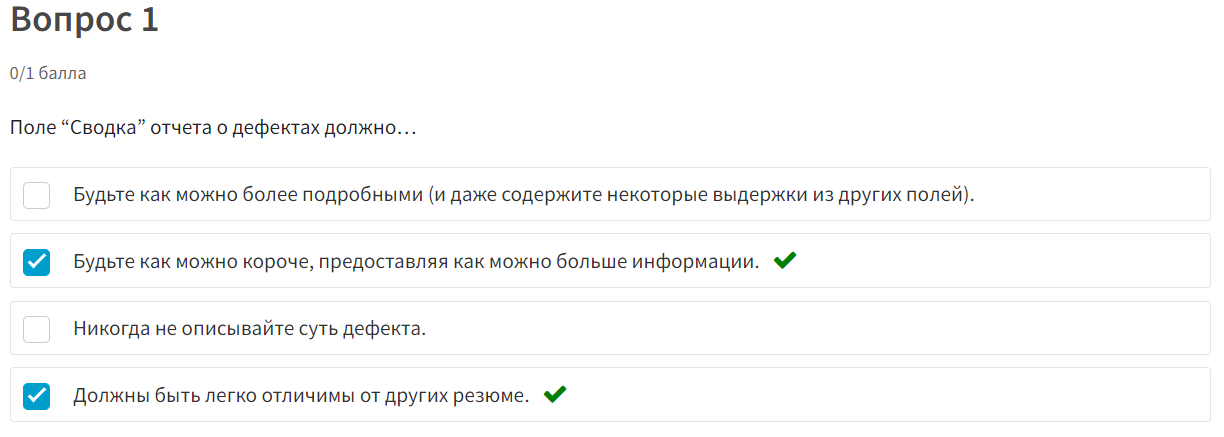 Вопрос 1
0/1 балла
Поле “Сводка” отчета о дефектах должно…
Будьте как можно более подробными (и даже содержите некоторые выдержки из других полей).
Будьте как можно короче, предоставляя как можно больше информации.
Никогда не описывайте суть дефекта.
Должны быть легко отличимы от других резюме.